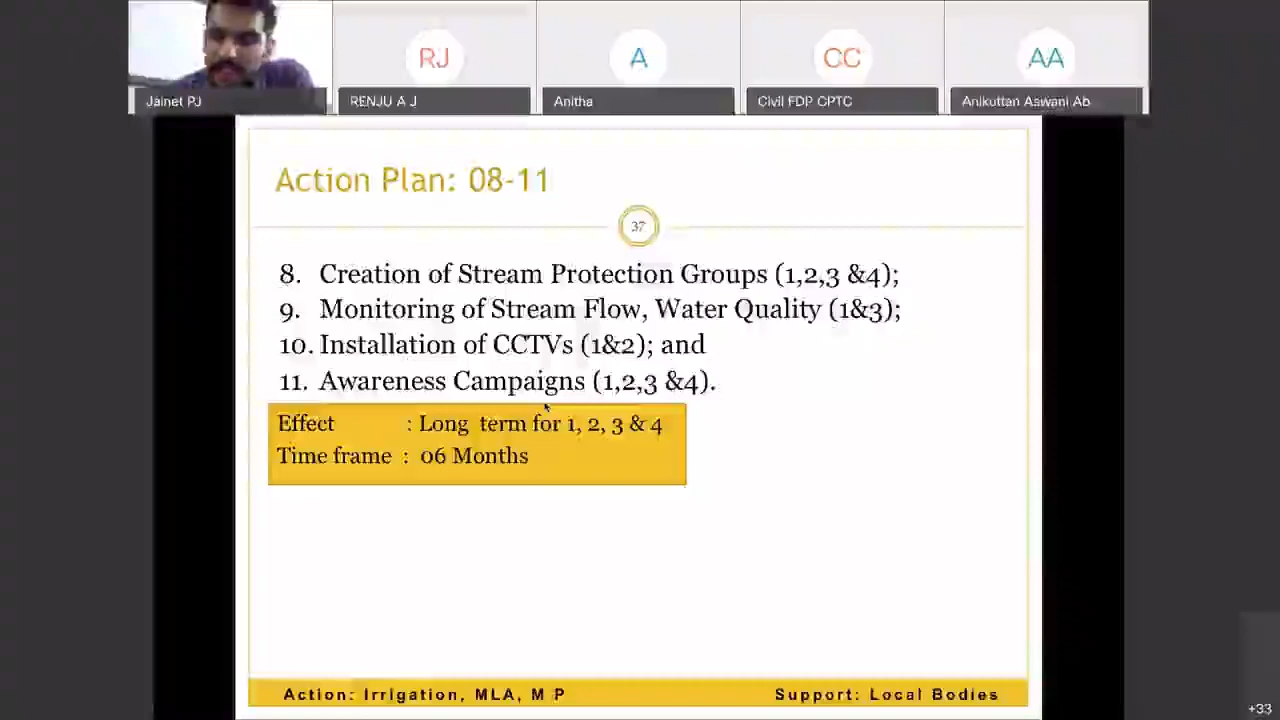 RJ
A
CC
AA
Jainet PJ
RENJU A J
Anitha
Civil FDP CPTC
Anikuttan Aswani Ab
Action Plan: 08-11
37
8. Creation of Stream Protection Groups (1,2,3 &4);
9. Monitoring of Stream Flow, Water Quality (1&3);
10. Installation of CCTVs (1&2); and
11. Awareness Campaigns (1,2,3 &4).
Effect : Long term for 1, 2, 3 & 4
Time frame : 06 Months
Action: Irrigation, MLA, M P
Support: Local Bodies
+33